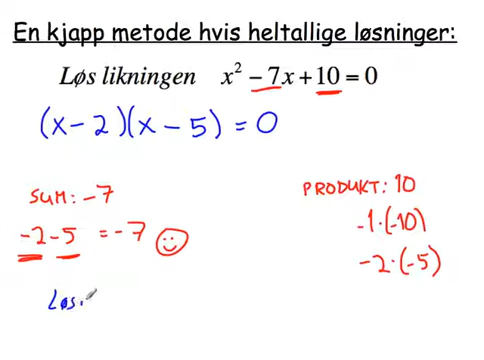 En kjapp metode hvis heltallige løsninger:
Løs likningen x² − 7x + 10 = 0
(x − 2)(x − 5) = 0
SUM: −7
PRODUKT: 10
−2 − 5 = −7
−1 · (−10)
−2 · (−5)
Løs.